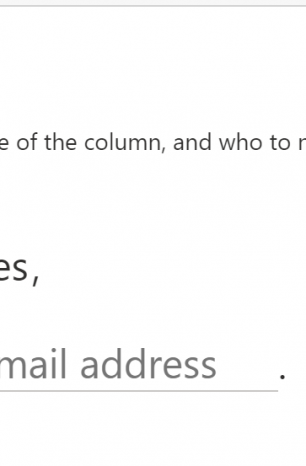 e of the column, and who to
es,
mail address .